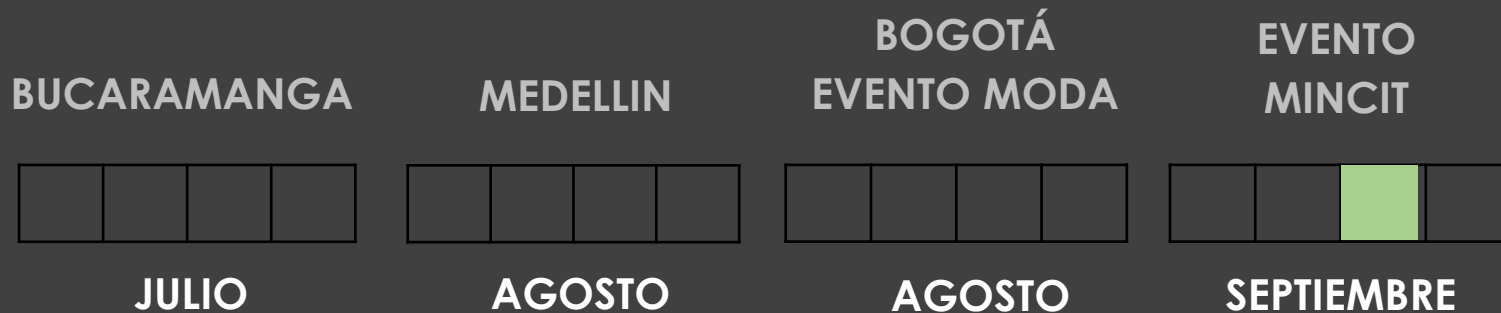 BUCARAMANGA
MEDELLIN
BOGOTÁ
EVENTO MODA
EVENTO
MINCIT
JULIO
AGOSTO
AGOSTO
SEPTIEMBRE